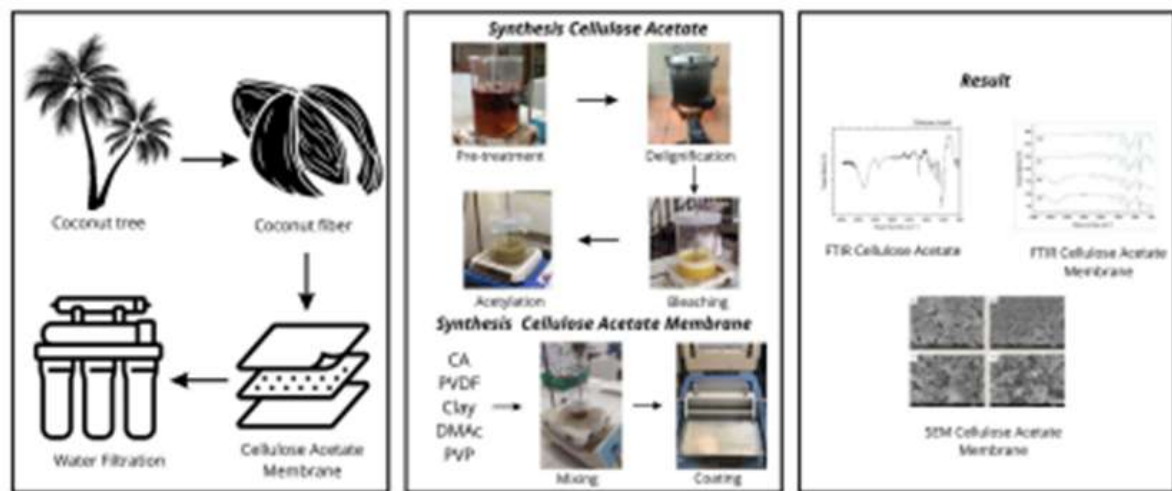 Coconut tree
Coconut fiber
Water Filtration
Cellulose Acetate
Membrane
Synthesis Cellulose Acetate
Pre-treatment
Delignification
Acetylation
Bleaching
Synthesis Cellulose Acetate Membrane
CA
PVDF
Clay
DMAc
PVP
Mixing
Coating
Result
FTIR Cellulose Acetate
FTIR Cellulose Acetate
Membrane
SEM Cellulose Acetate
Membrane